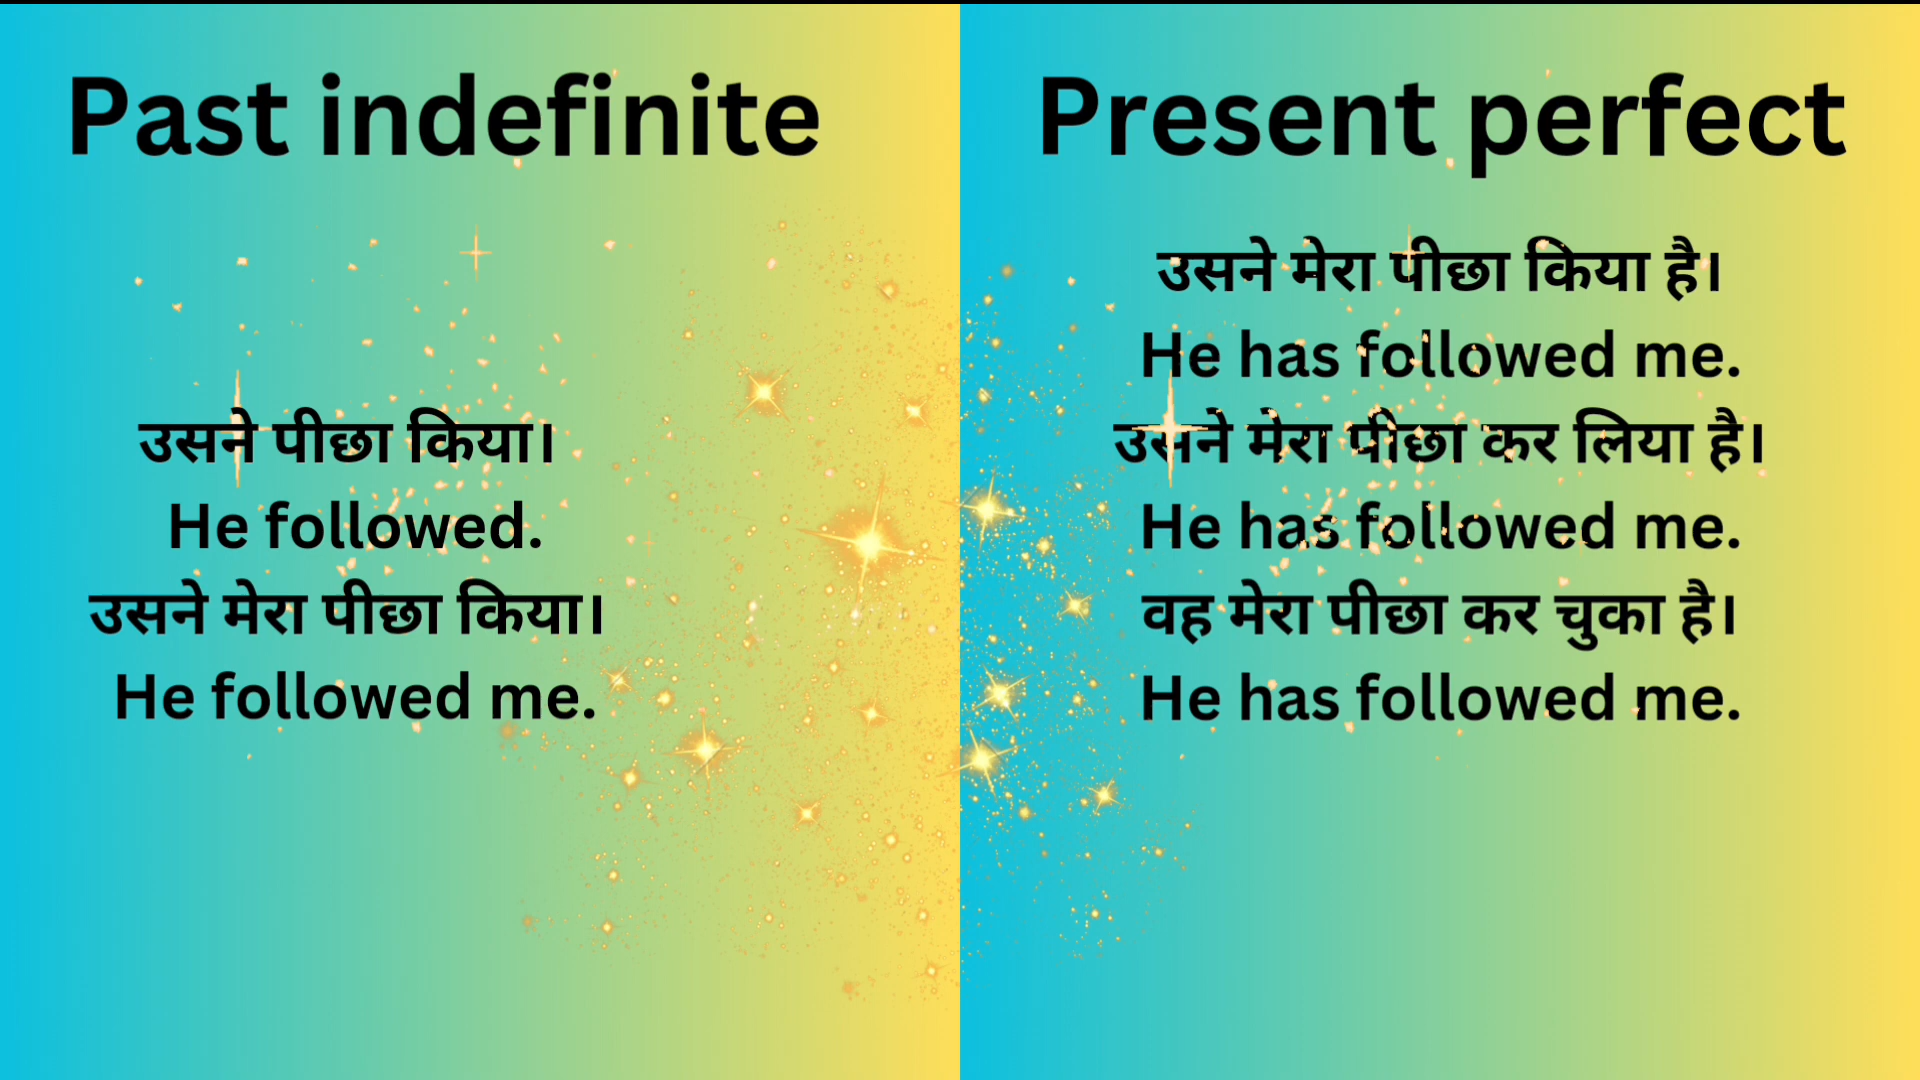 Past indefinite
उसने पीछा किया।
He followed.
उसने मेरा पीछा किया।
He followed me.
Present perfect
उसने मेरा पीछा किया है।
He has followed me.
उसने मेरा पीछा कर लिया है।
He has followed me.
वह मेरा पीछा कर चुका है।
He has followed me.